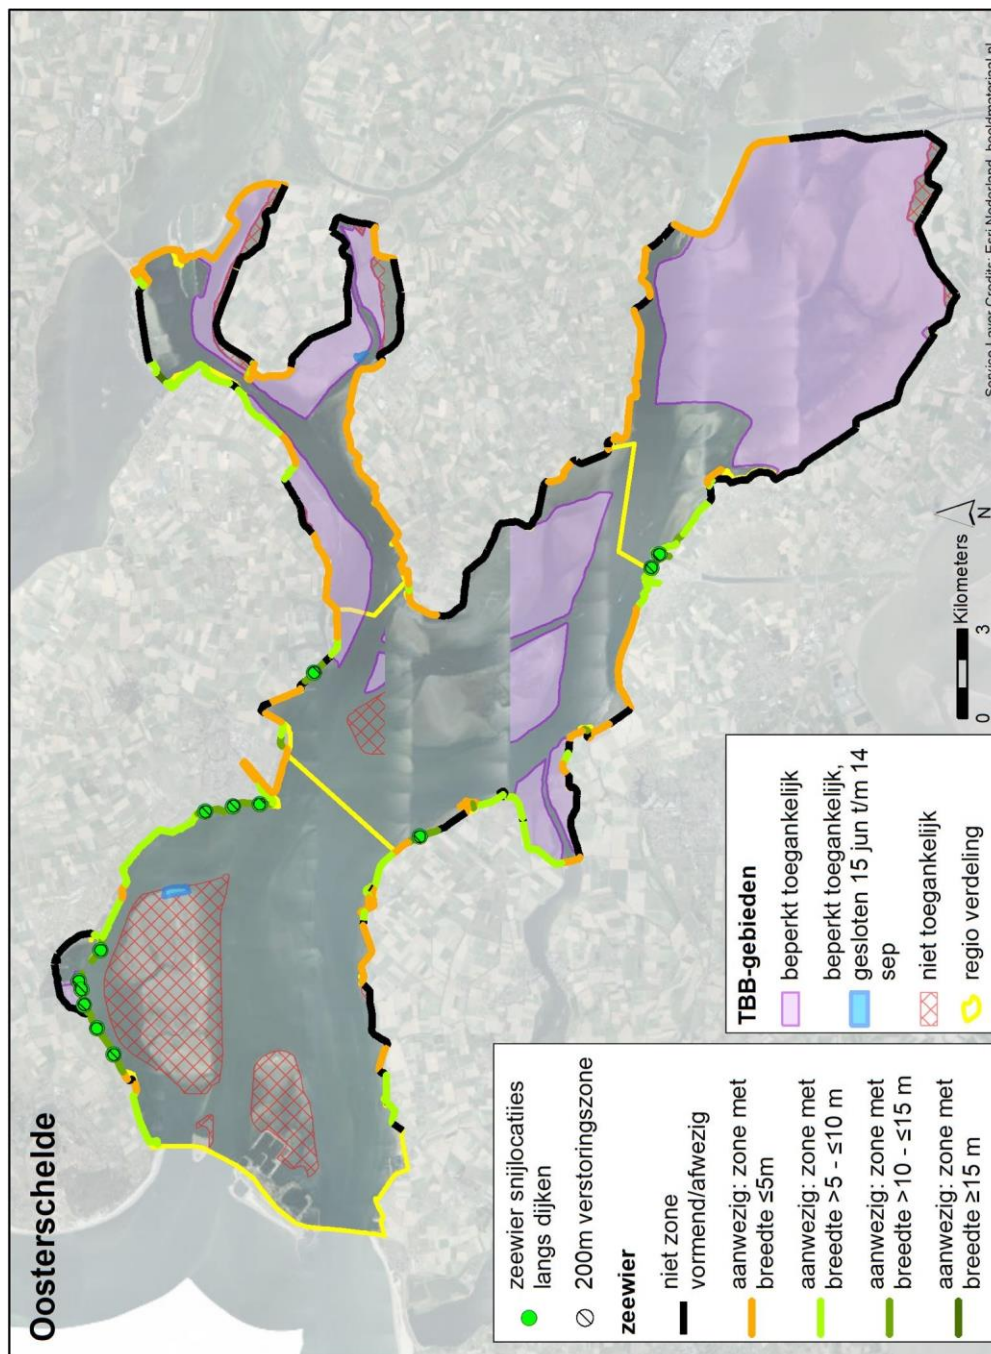 Oosterschelde
zeewier snijlocaties
langs dijken
200m verstoringszone
zeewier
niet zone
vormend/afwezig
aanwezig: zone met
breedte ≤5m
aanwezig: zone met
breedte >5 - ≤10 m
aanwezig: zone met
breedte >10 - ≤15 m
aanwezig: zone met
breedte ≥15 m
TBB-gebieden
beperkt toegankelijk
beperkt toegankelijk,
gesloten 15 jun t/m 14
sep
niet toegankelijk
regio verdeling
0 3
Kilometers
N
Service Layer Credits: Esri Nederland, beeldmateriaal.nl